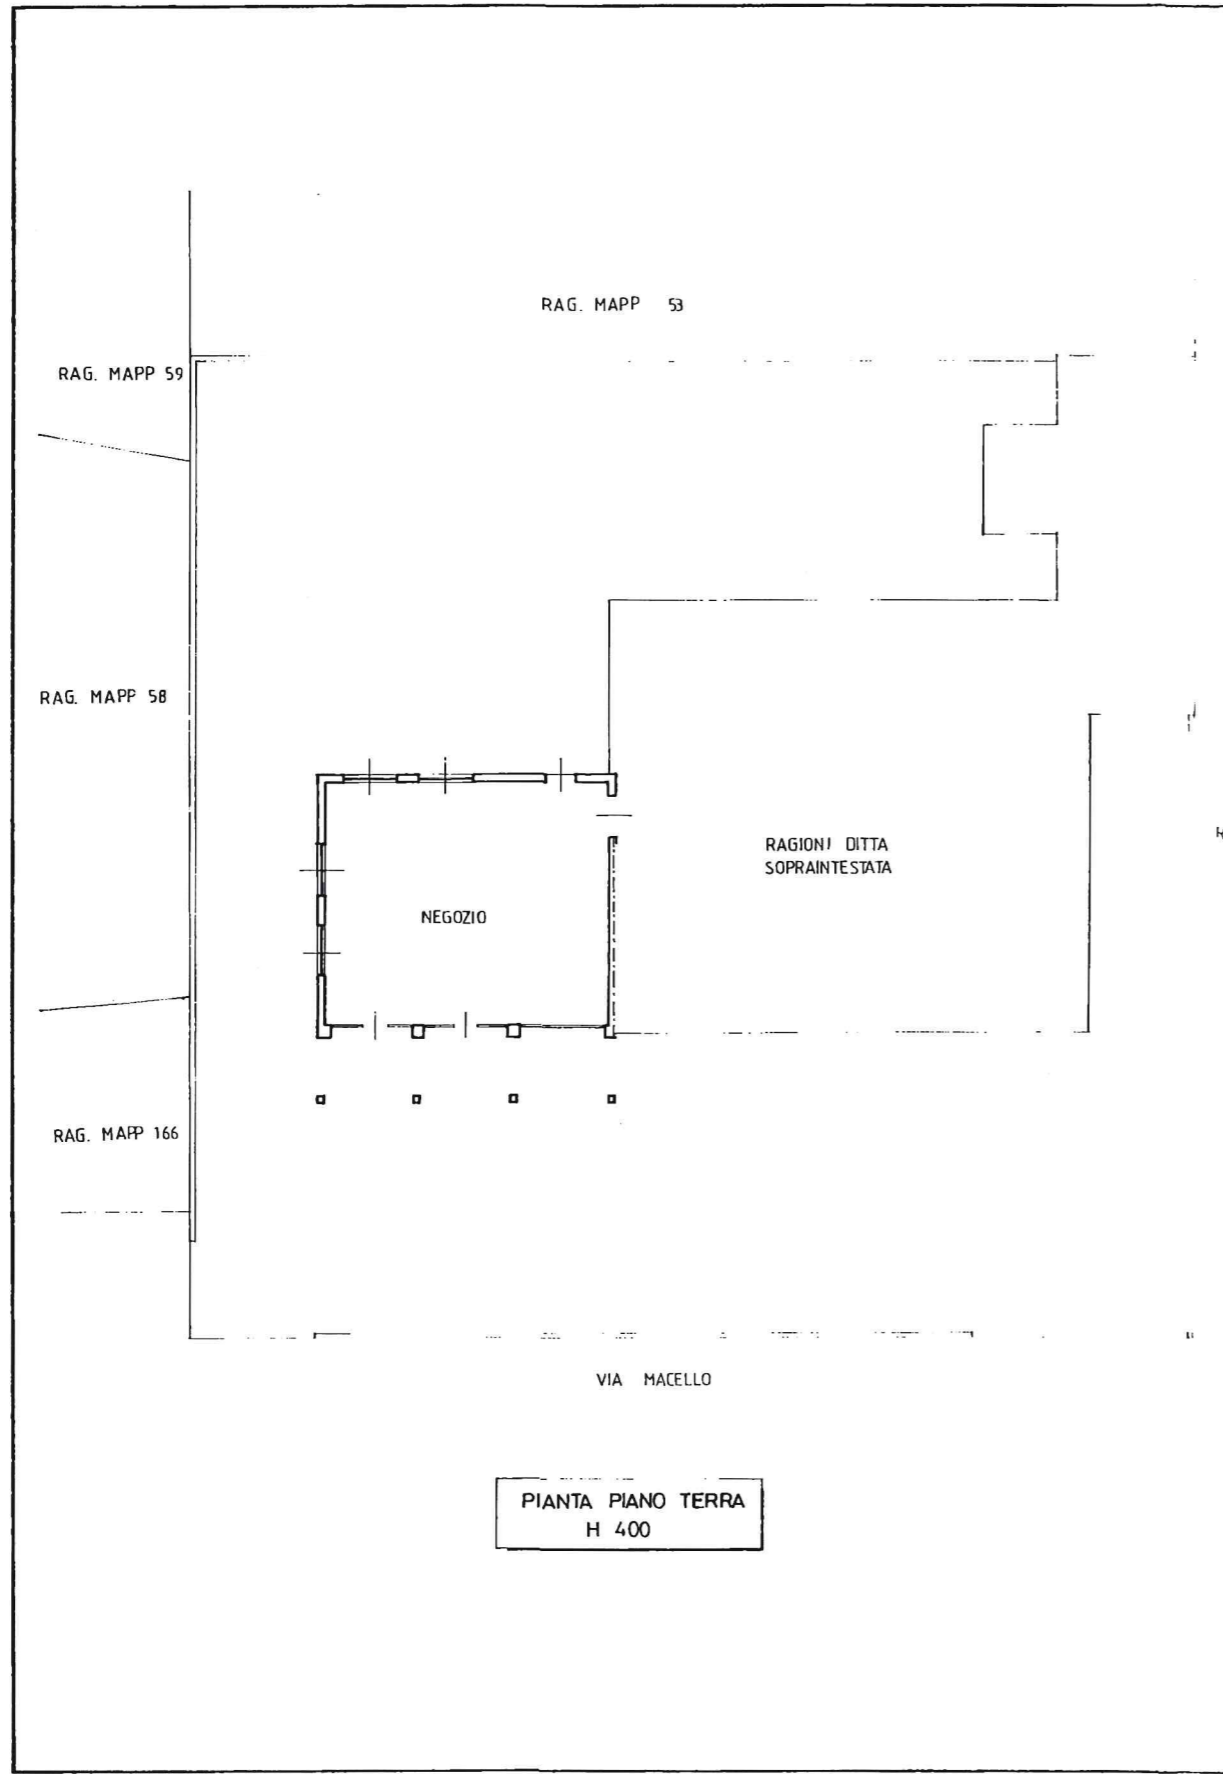 RAG. MAPP 53
RAG. MAPP 59
RAG. MAPP 58
RAGIONI DITTA
SOPRAINTESTATA
NEGOZIO
RAG. MAPP 166
VIA MACELLO
PIANTA PIANO TERRA
H 400